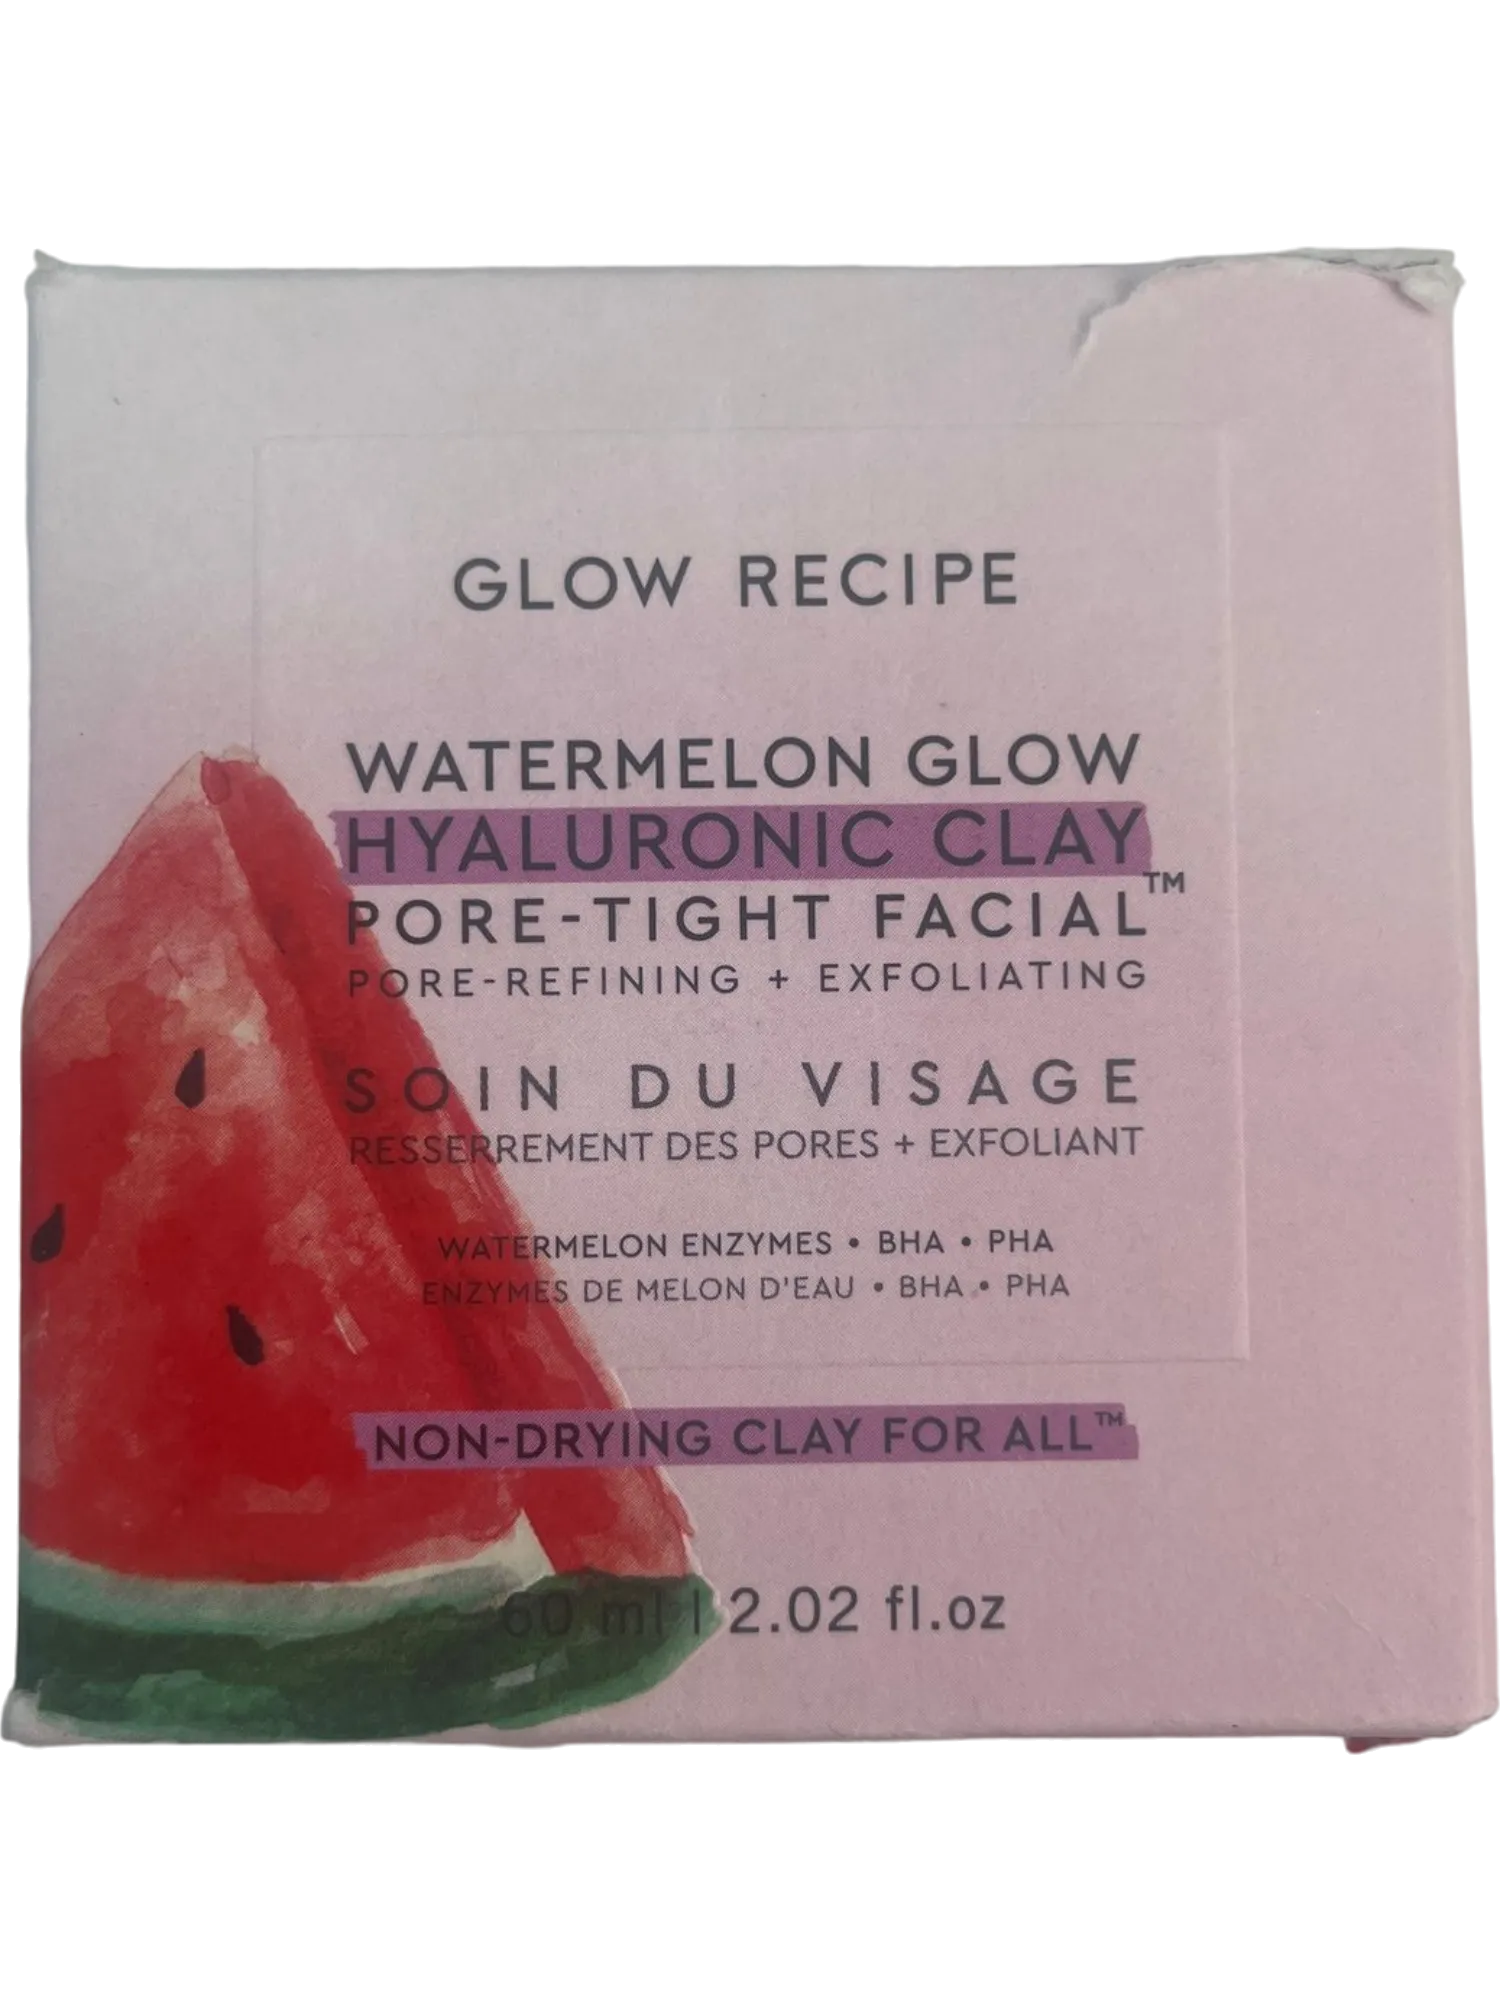 GLOW RECIPE
WATERMELON GLOW
HYALURONIC CLAY
PORE-TIGHT FACIAL™
PORE-REFINING + EXFOLIATING
SOIN DU VISAGE
RESSERREMENT DES PORES + EXFOLIANT
WATERMELON ENZYMES • BHA • PHA
ENZYMES DE MELON D'EAU • BHA • PHA
NON-DRYING CLAY FOR ALL™
60 ml | 2.02 fl.oz